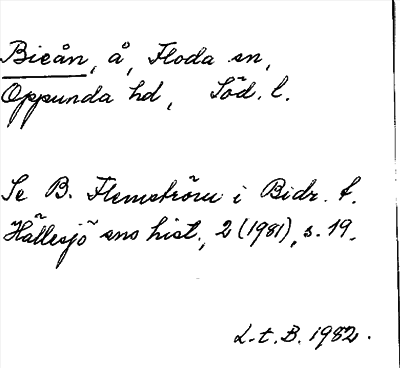 Bieån, å, Floda sn,
Oppunda hd, Söd. l.
Se B. Flemström i Bidr. t.
Hällesjö sns hist., 2 (1981), s. 19.
L.t.B. 1982.